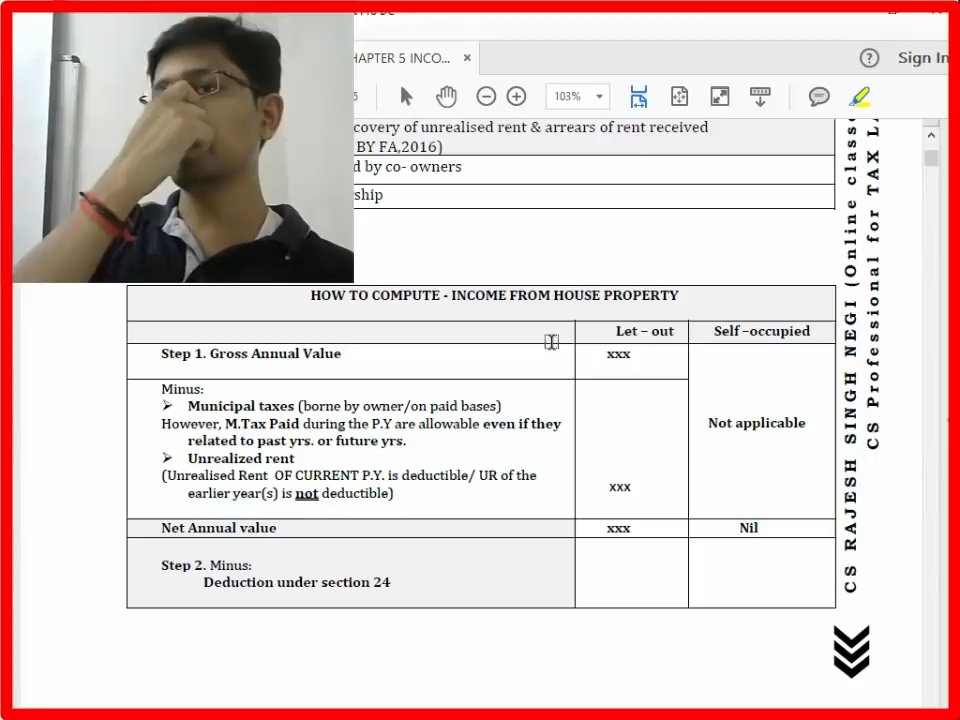 HAPTER 5 INCO... ×
? Sign In
103%
covery of unrealised rent & arrears of rent received
BY FA,2016)
d by co- owners
ship
HOW TO COMPUTE - INCOME FROM HOUSE PROPERTY
Let – out Self –occupied
Step 1. Gross Annual Value xxx
Minus:
➢ Municipal taxes (borne by owner/on paid bases)
However, M.Tax Paid during the P.Y are allowable even if they
related to past yrs. or future yrs.
Not applicable
➢ Unrealized rent
(Unrealised Rent OF CURRENT P.Y. is deductible/ UR of the
earlier year(s) is not deductible)
xxx
Net Annual value xxx Nil
Step 2. Minus:
Deduction under section 24
CS RAJESH SINGH NEGI (Online class
CS Professional for TAX LA